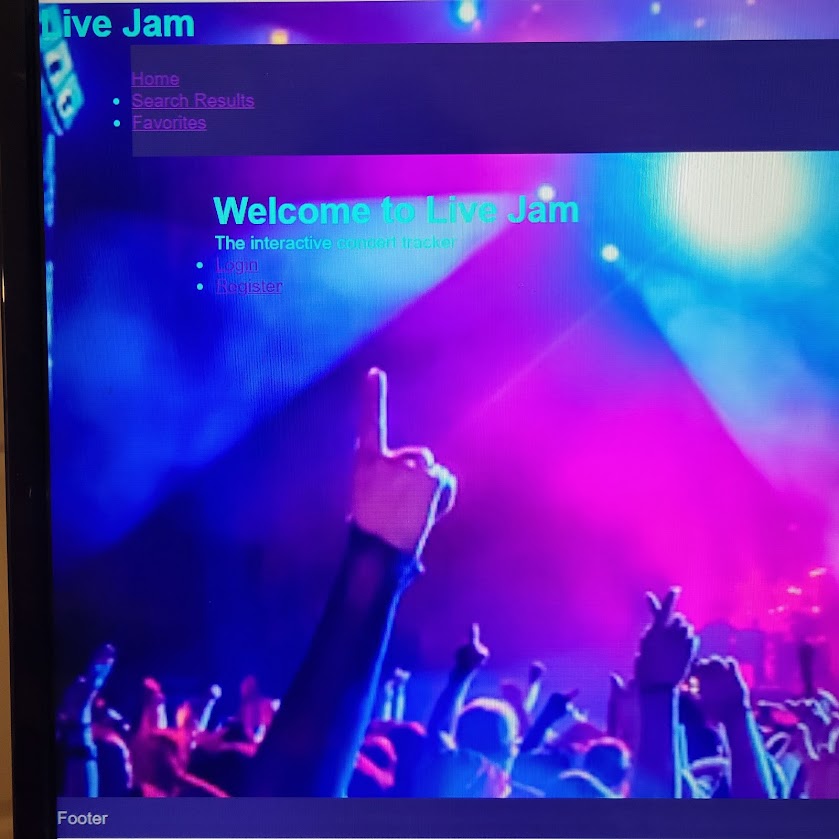 Live Jam
Home
Search Results
Favorites
Welcome to Live Jam
The interactive concert tracker
Login
Register
Footer